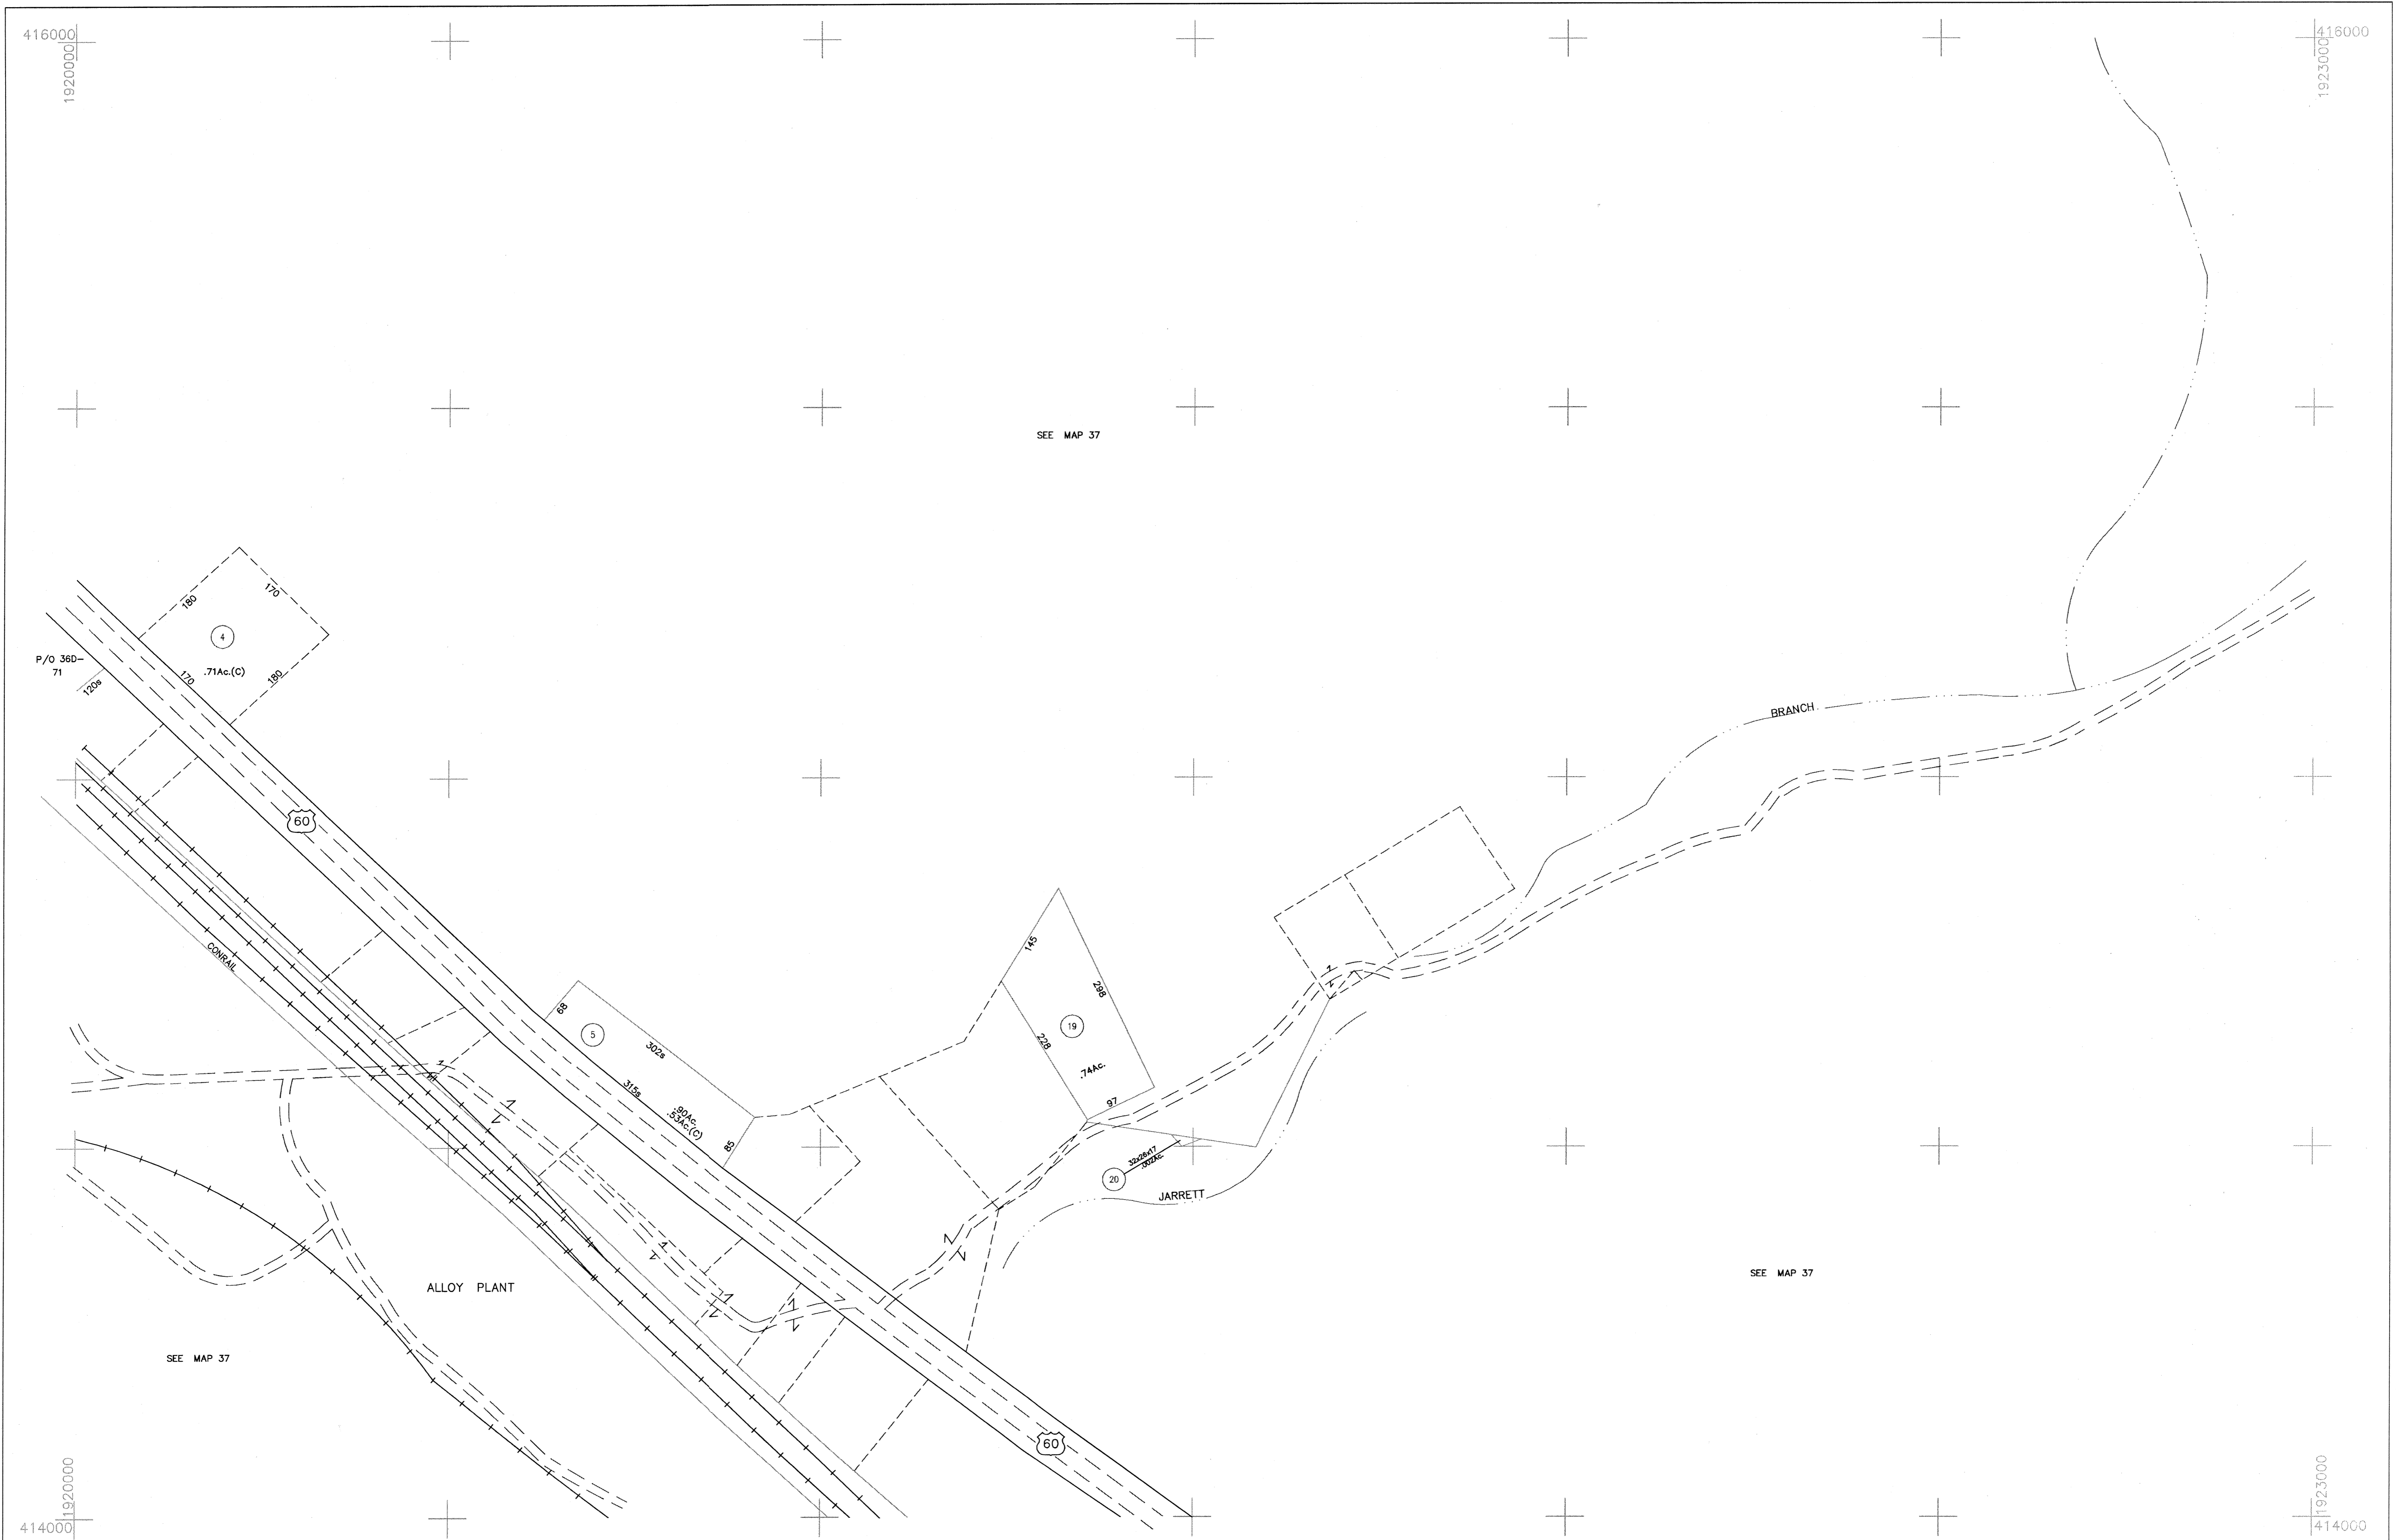 416000
1920000
416000
1923000
SEE MAP 37
180
170
4
.71Ac.(C)
170
180
P/O 36D-
71
120s
60
CONRAIL
BRANCH
145
298
19
228
.74Ac.
97
68
5
302s
315s
.90Ac.
.53Ac.(C)
85
32x26x17
.002Ac.
20
JARRETT
ALLOY PLANT
SEE MAP 37
SEE MAP 37
60
1920000
414000
1923000
414000